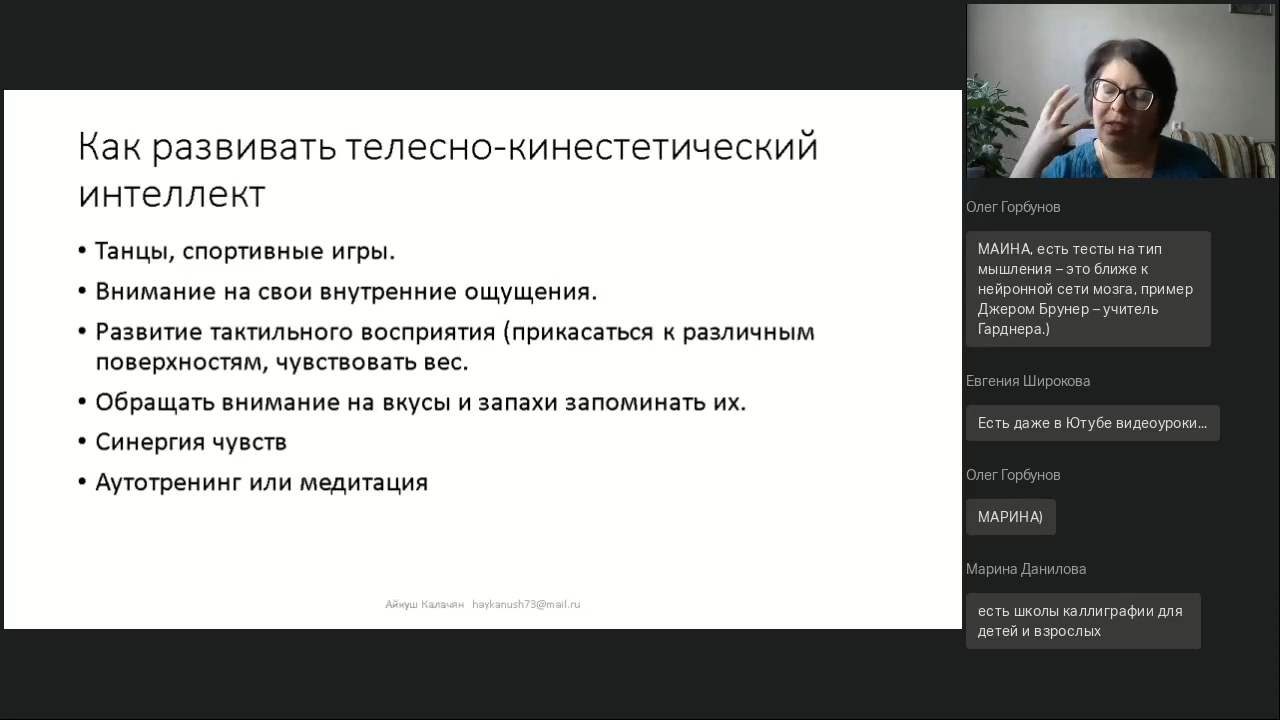 Как развивать телесно-кинестетический
интеллект
• Танцы, спортивные игры.
• Внимание на свои внутренние ощущения.
• Развитие тактильного восприятия (прикасаться к различным
поверхностям, чувствовать вес.
• Обращать внимание на вкусы и запахи запоминать их.
• Синергия чувств
• Аутотренинг или медитация
Айкуш Калачян haykanush73@mail.ru
Олег Горбунов
МАИНА, есть тесты на тип
мышления – это ближе к
нейронной сети мозга, пример
Джером Брунер – учитель
Гарднера.)
Евгения Широкова
Есть даже в Ютубе видеоуроки...
Олег Горбунов
МАРИНА)
Марина Данилова
есть школы каллиграфии для
детей и взрослых